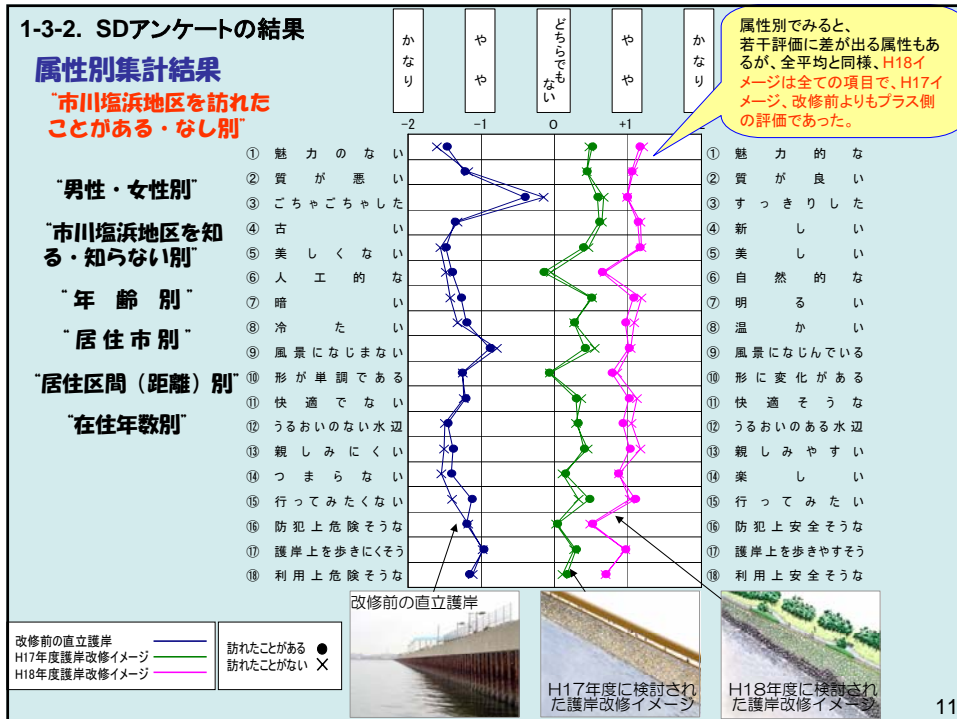 1-3-2. SDアンケートの結果
属性別集計結果
"市川塩浜地区を訪れた
ことがある・なし別"
"男性・女性別"
"市川塩浜地区を知
る・知らない別"
"年齢別"
"居住市別"
"居住区間（距離）別"
"在住年数別"
かなり
やや
どちらでもない
やや
かなり
属性別でみると、
若干評価に差が出る属性もあ
るが、全平均と同様、H18イ
メージは全ての項目で、H17イ
メージ、改修前よりもプラス側
の評価であった。
-2 -1 0 +1
① 魅力のない ① 魅力的な
② 質が悪い ② 質が良い
③ ごちゃごちゃした ③ すっきりした
④ 古い ④ 新しい
⑤ 美しくない ⑤ 美しい
⑥ 人工的な ⑥ 自然的な
⑦ 暗い ⑦ 明るい
⑧ 冷たい ⑧ 温かい
⑨ 風景になじまない ⑨ 風景になじんでいる
⑩ 形が単調である ⑩ 形に変化がある
⑪ 快適でない ⑪ 快適そうな
⑫ うるおいのない水辺 ⑫ うるおいのある水辺
⑬ 親しみにくい ⑬ 親しみやすい
⑭ つまらない ⑭ 楽しい
⑮ 行ってみたくない ⑮ 行ってみたい
⑯ 防犯上危険そうな ⑯ 防犯上安全そうな
⑰ 護岸上を歩きにくそう ⑰ 護岸上を歩きやすそう
⑱ 利用上危険そうな ⑱ 利用上安全そうな
改修前の直立護岸
H17年度護岸改修イメージ
H18年度護岸改修イメージ
訪れたことがある ●
訪れたことがない ×
改修前の直立護岸
H17年度に検討され
た護岸改修イメージ
H18年度に検討され
た護岸改修イメージ
11